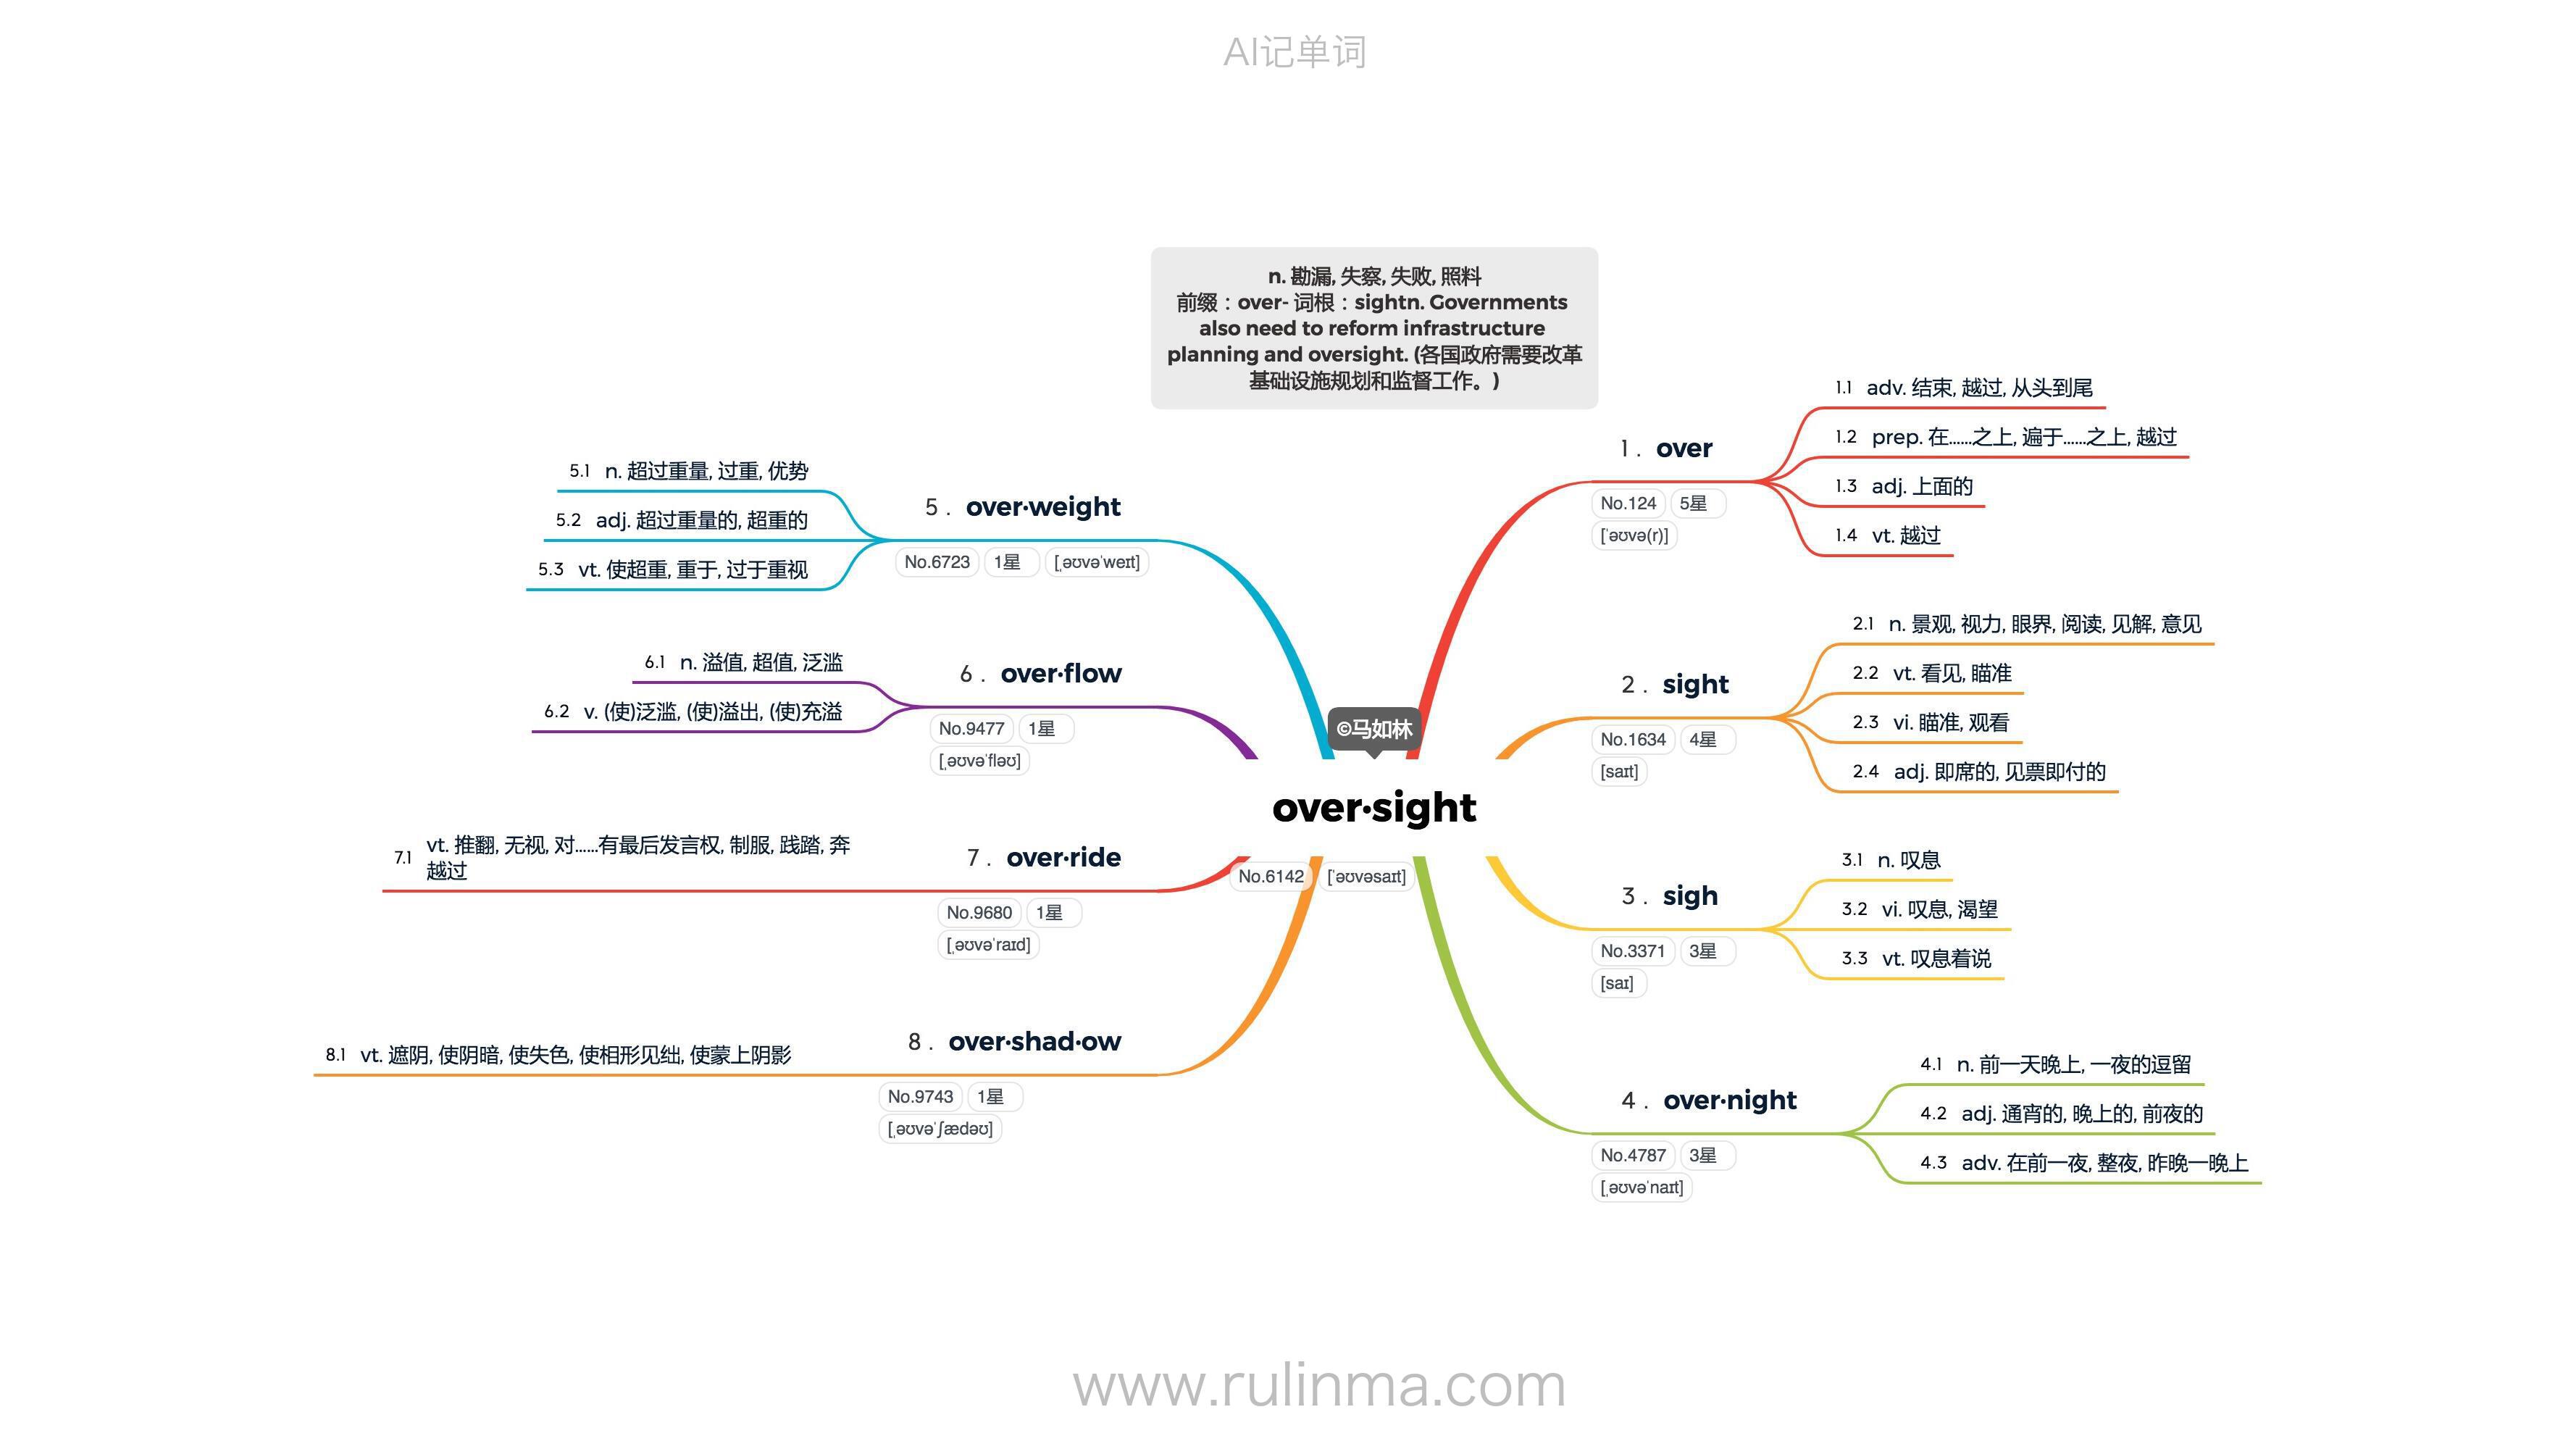 AI记单词
n. 勘漏, 失察, 失败, 照料
前缀：over- 词根：sightn. Governments
also need to reform infrastructure
planning and oversight. (各国政府需要改革
基础设施规划和监督工作。)
©马如林
over·sight
No.6142 ['əʊvəsaɪt]
1 . over
No.124 5星
['əʊvə(r)]
1.1 adv. 结束, 越过, 从头到尾
1.2 prep. 在......之上, 遍于......之上, 越过
1.3 adj. 上面的
1.4 vt. 越过
2 . sight
No.1634 4星
[saɪt]
2.1 n. 景观, 视力, 眼界, 阅读, 见解, 意见
2.2 vt. 看见, 瞄准
2.3 vi. 瞄准, 观看
2.4 adj. 即席的, 见票即付的
3 . sigh
No.3371 3星
[saɪ]
3.1 n. 叹息
3.2 vi. 叹息, 渴望
3.3 vt. 叹息着说
4 . over·night
No.4787 3星
[ˌəʊvəˈnaɪt]
4.1 n. 前一天晚上, 一夜的逗留
4.2 adj. 通宵的, 晚上的, 前夜的
4.3 adv. 在前一夜, 整夜, 昨晚一晚上
5 . over·weight
No.6723 1星 [ˌəʊvəˈweɪt]
5.1 n. 超过重量, 过重, 优势
5.2 adj. 超过重量的, 超重的
5.3 vt. 使超重, 重于, 过于重视
6 . over·flow
No.9477 1星
[ˌəʊvəˈfləʊ]
6.1 n. 溢值, 超值, 泛滥
6.2 v. (使)泛滥, (使)溢出, (使)充溢
7 . over·ride
No.9680 1星
[ˌəʊvəˈraɪd]
7.1 vt. 推翻, 无视, 对......有最后发言权, 制服, 践踏, 奔
越过
8 . over·shad·ow
No.9743 1星
[ˌəʊvəˈʃædəʊ]
8.1 vt. 遮阴, 使阴暗, 使失色, 使相形见绌, 使蒙上阴影
www.rulinma.com